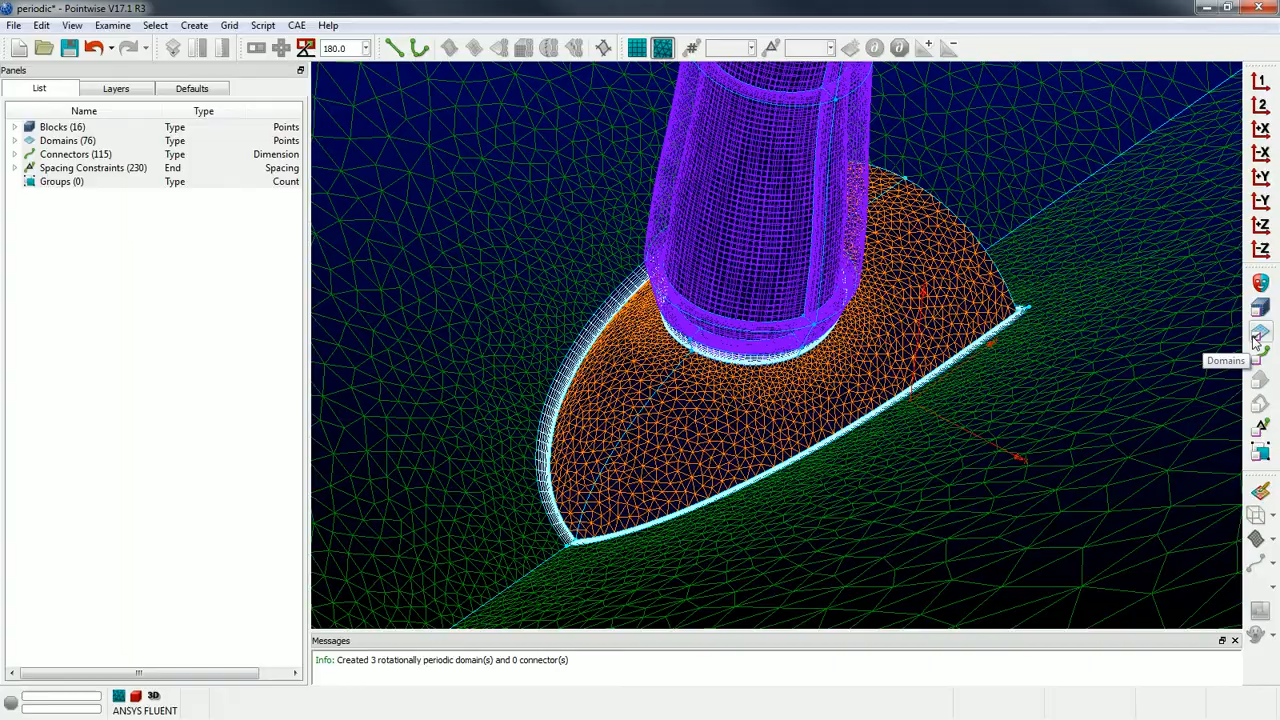 periodic* - Pointwise V17.1 R3
File Edit View Examine Select Create Grid Script CAE Help
180.0
Panels
List Layers Defaults
Name Type
Blocks (16) Type Points
Domains (76) Type Points
Connectors (115) Type Dimension
Spacing Constraints (230) End Spacing
Groups (0) Type Count
1
2
+X
-X
+Y
-Y
+Z
-Z
Domains
Messages
Info: Created 3 rotationally periodic domain(s) and 0 connector(s)
3D
ANSYS FLUENT